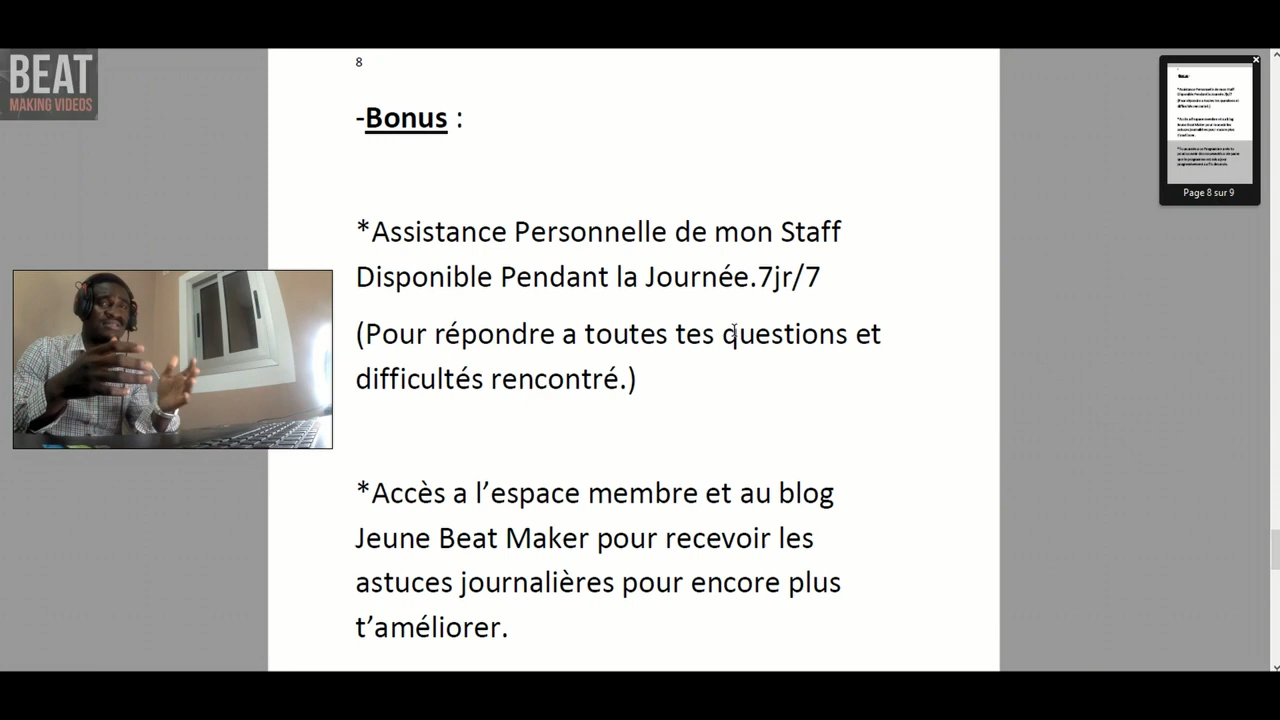 BEAT
MAKING VIDEOS
8
-Bonus :
*Assistance Personnelle de mon Staff
Disponible Pendant la Journée.7jr/7
(Pour répondre a toutes tes questions et
difficultés rencontré.)
*Accès a l’espace membre et au blog
Jeune Beat Maker pour recevoir les
astuces journalières pour encore plus
t’améliorer.
Page 8 sur 9